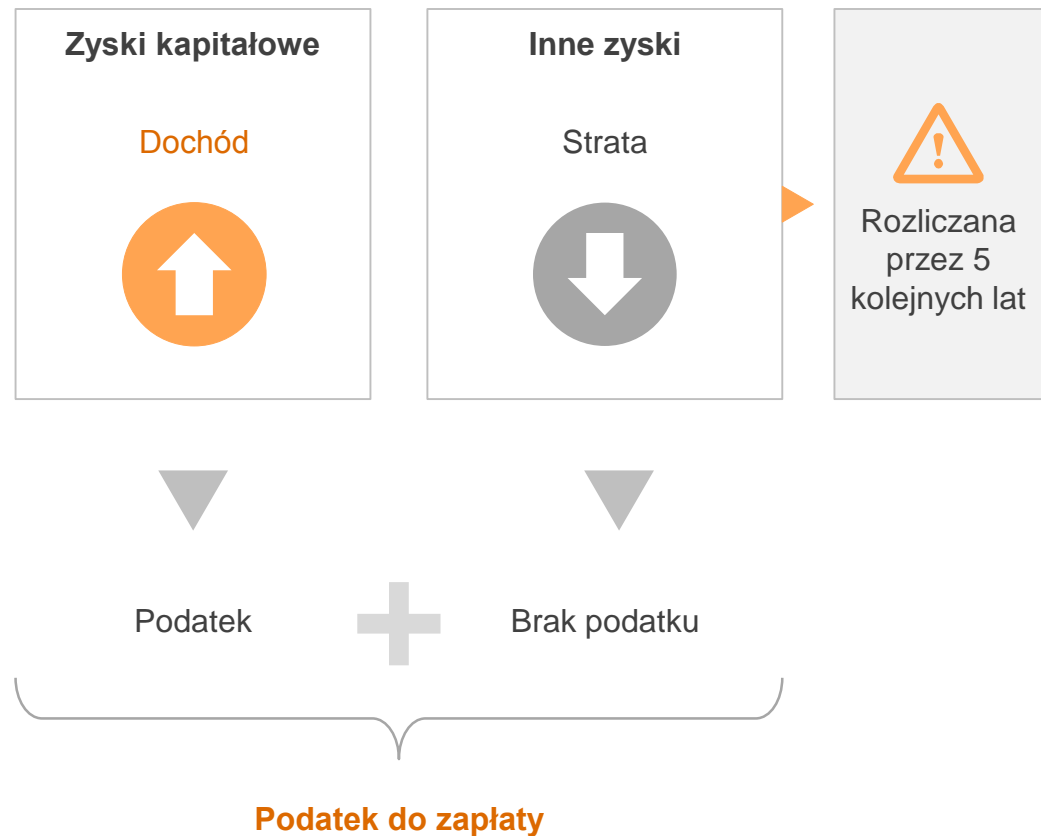 Zyski kapitałowe
Dochód
Inne zyski
Strata
Rozliczana
przez 5
kolejnych lat
Podatek
Brak podatku
Podatek do zapłaty